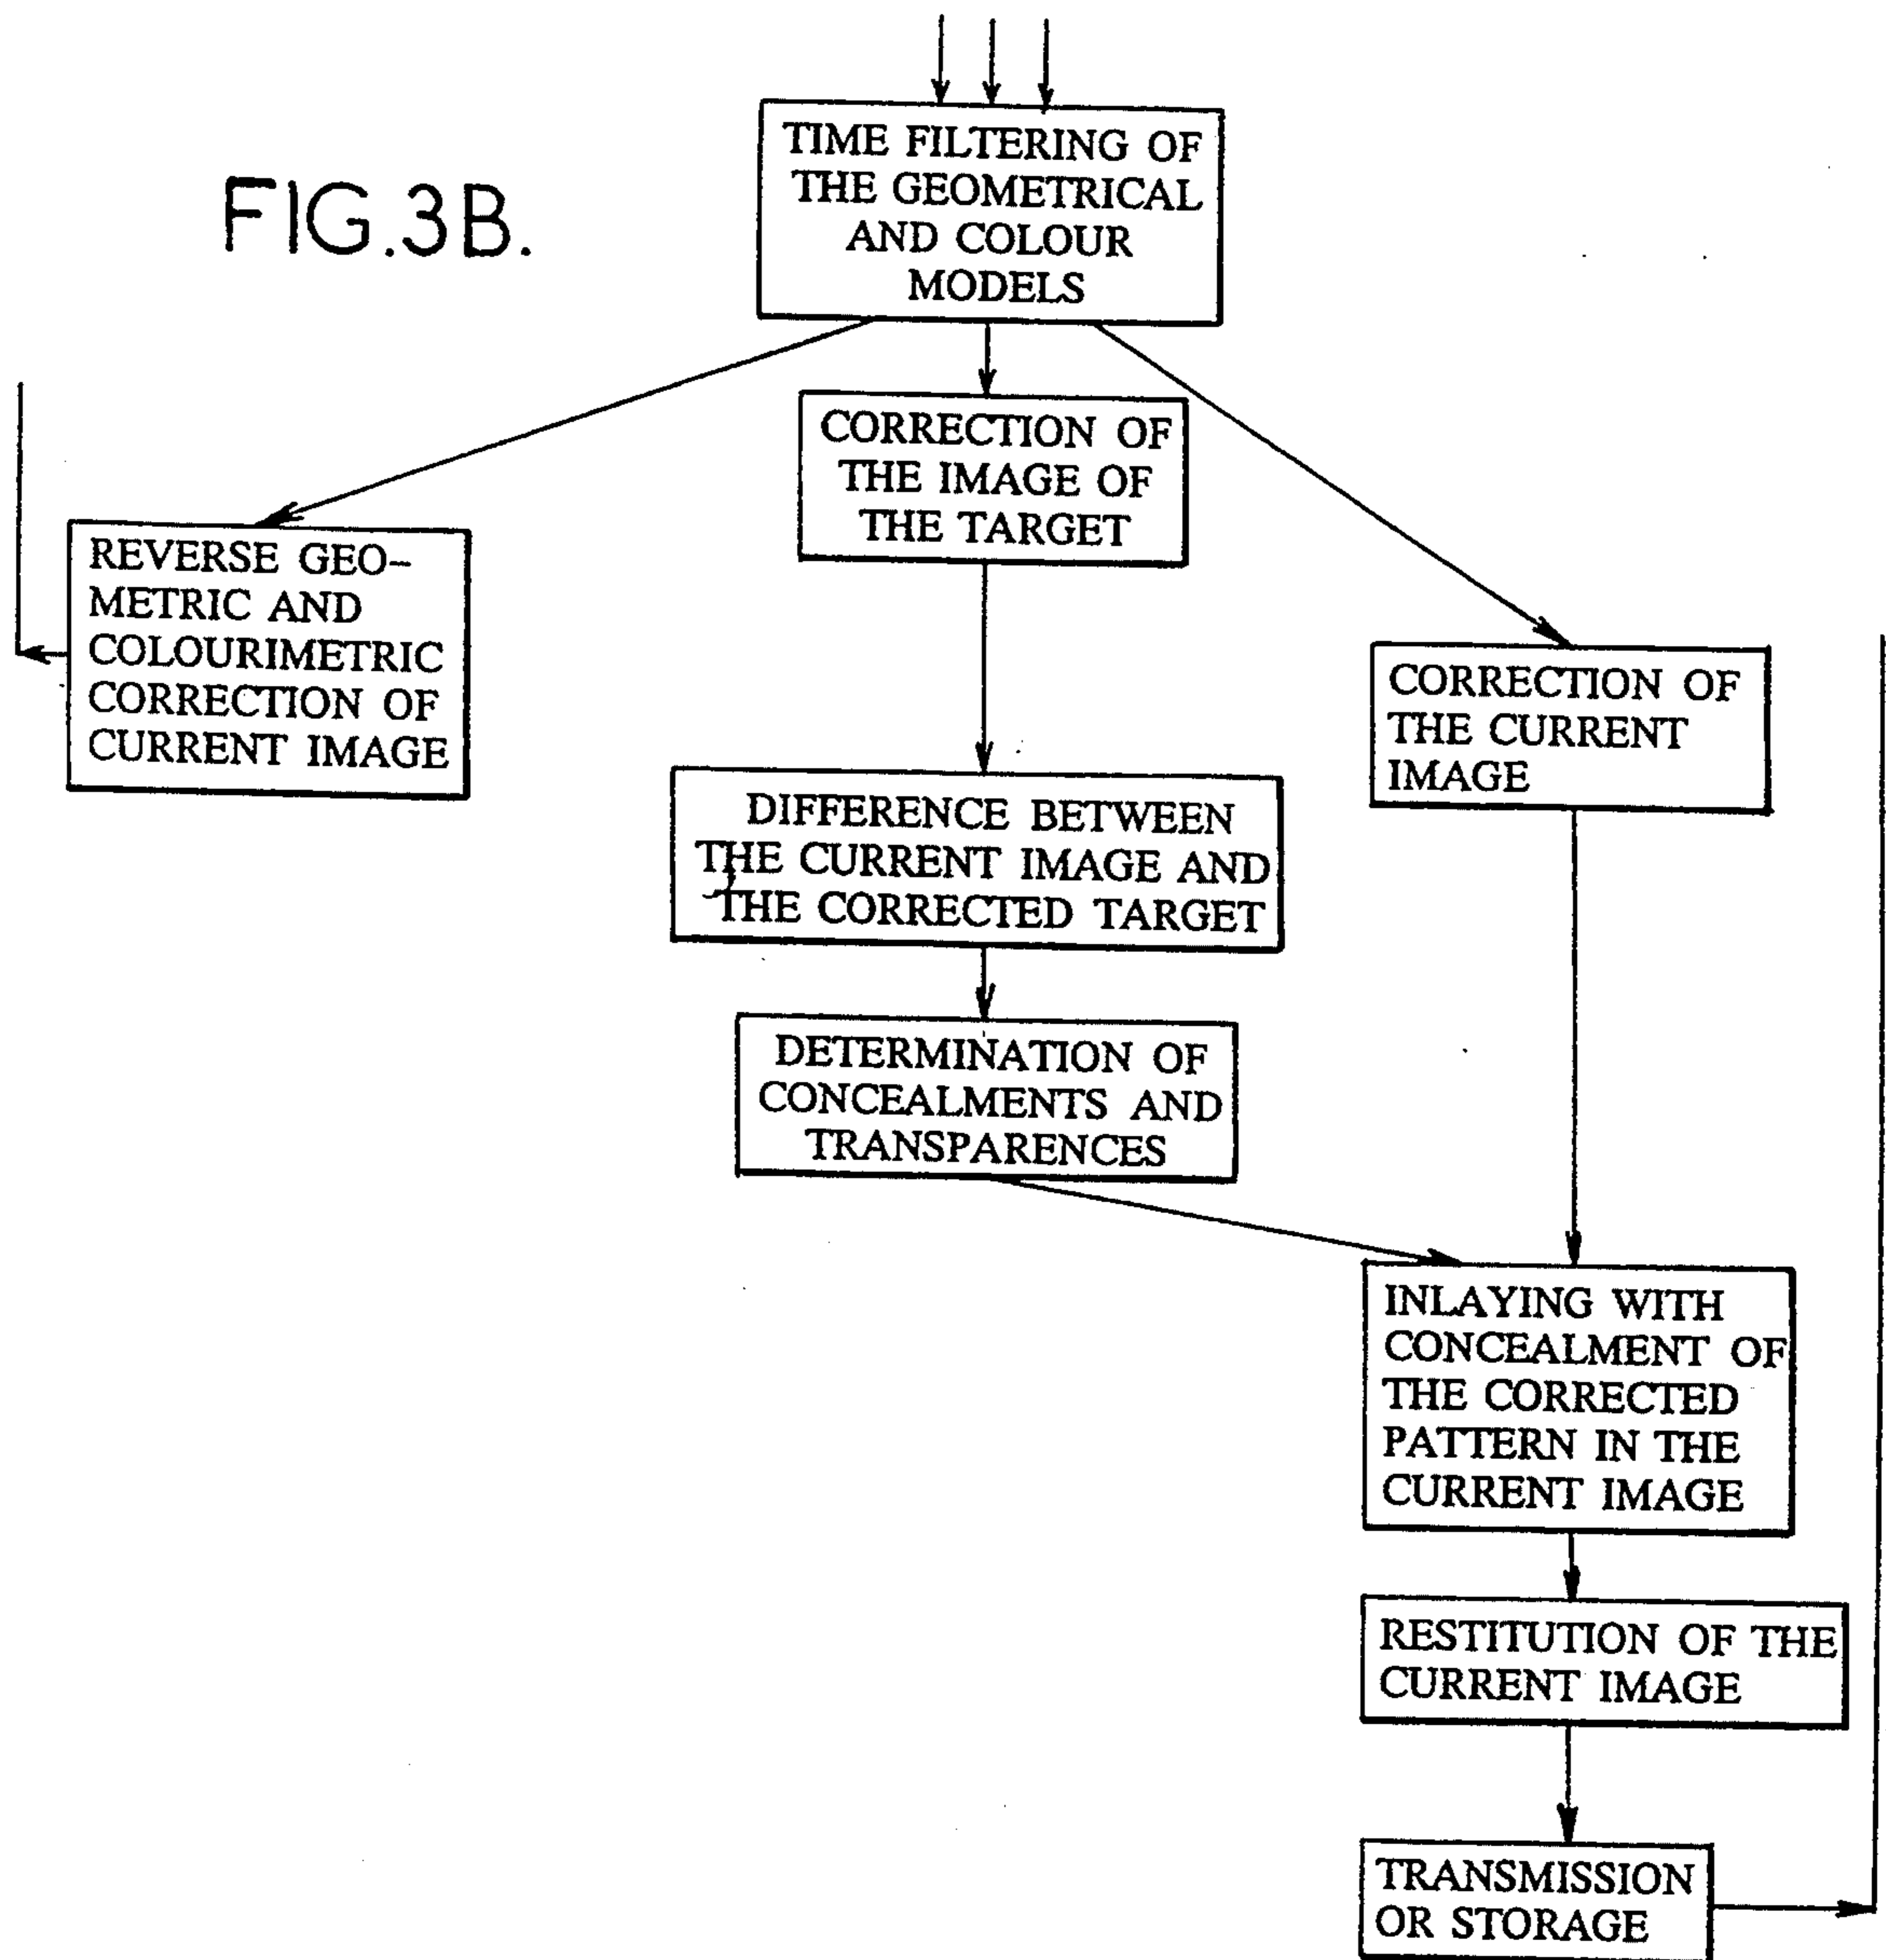 FIG.3B.
TIME FILTERING OF
THE GEOMETRICAL
AND COLOUR
MODELS
CORRECTION OF
THE IMAGE OF
THE TARGET
REVERSE GEO-
METRIC AND
COLOURIMETRIC
CORRECTION OF
CURRENT IMAGE
CORRECTION OF
THE CURRENT
IMAGE
DIFFERENCE BETWEEN
THE CURRENT IMAGE AND
THE CORRECTED TARGET
DETERMINATION OF
CONCEALMENTS AND
TRANSPARENCES
INLAYING WITH
CONCEALMENT OF
THE CORRECTED
PATTERN IN THE
CURRENT IMAGE
RESTITUTION OF THE
CURRENT IMAGE
TRANSMISSION
OR STORAGE